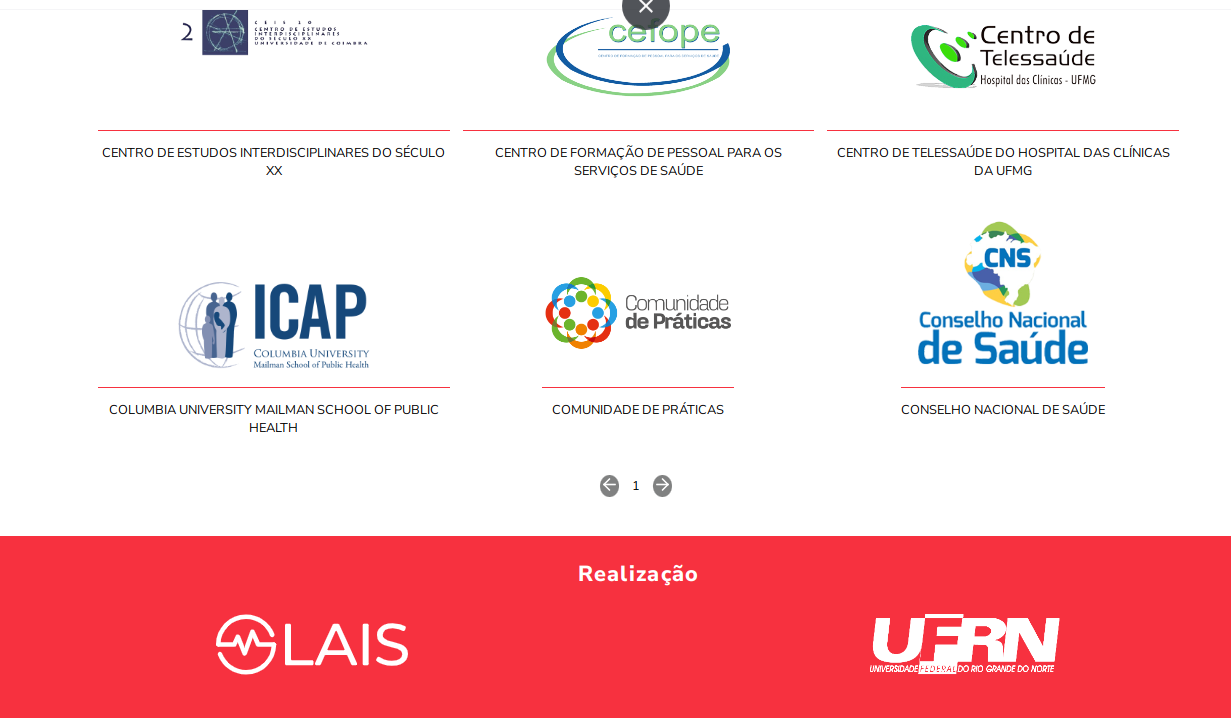 2
CEIS 20
CENTRO DE ESTUDOS
INTERDISCIPLINARES
DO SÉCULO XX
UNIVERSIDADE DE COIMBRA
cefope
Centro de
Telessaúde
Hospital das Clínicas - UFMG
CENTRO DE ESTUDOS INTERDISCIPLINARES DO SÉCULO
XX
CENTRO DE FORMAÇÃO DE PESSOAL PARA OS
SERVIÇOS DE SAÚDE
CENTRO DE TELESSAÚDE DO HOSPITAL DAS CLÍNICAS
DA UFMG
ICAP
COLUMBIA UNIVERSITY
Mailman School of Public Health
Comunidade
de Práticas
CNS
Conselho Nacional
de Saúde
COLUMBIA UNIVERSITY MAILMAN SCHOOL OF PUBLIC
HEALTH
COMUNIDADE DE PRÁTICAS
CONSELHO NACIONAL DE SAÚDE
1
Realização
LAIS
UFRN
UNIVERSIDADE FEDERAL DO RIO GRANDE DO NORTE